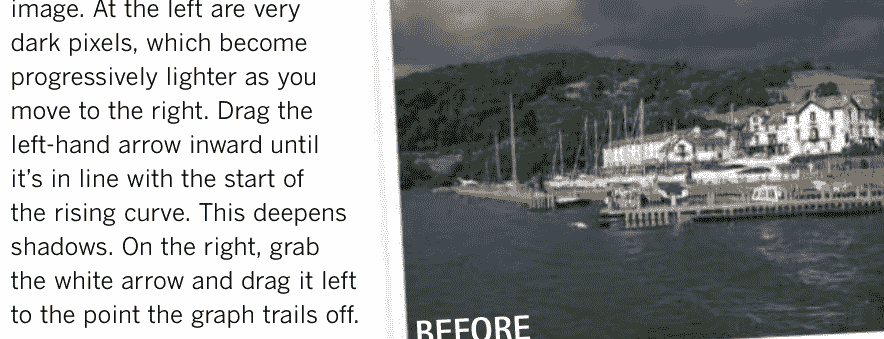 image. At the left are very
dark pixels, which become
progressively lighter as you
move to the right. Drag the
left-hand arrow inward until
it's in line with the start of
the rising curve. This deepens
shadows. On the right, grab
the white arrow and drag it left
to the point the graph trails off.
BEFORE